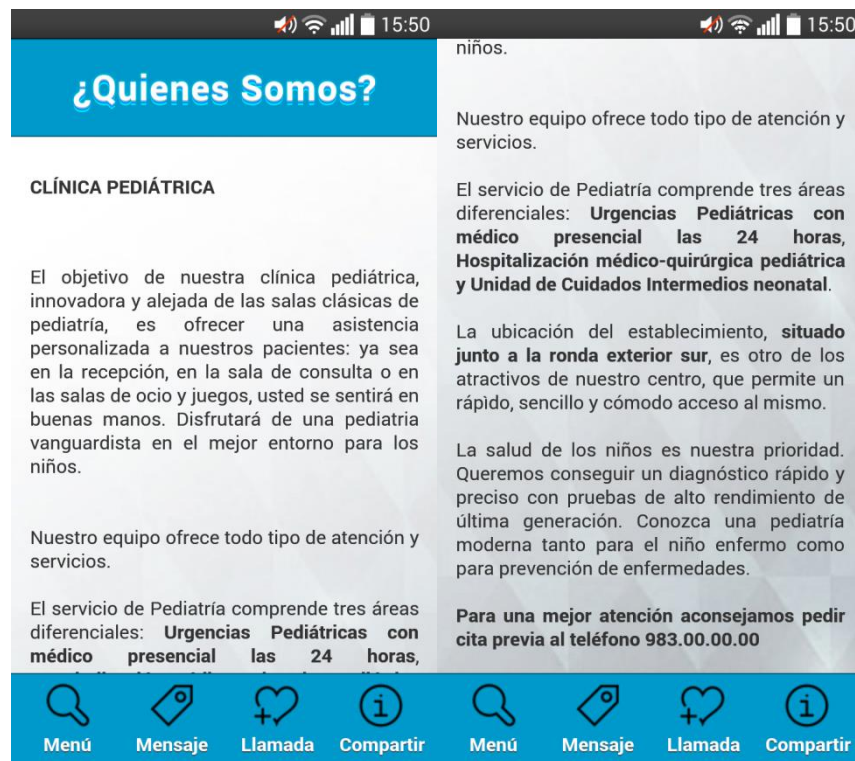 15:50
¿Quienes Somos?
CLÍNICA PEDIÁTRICA
El objetivo de nuestra clínica pediátrica,
innovadora y alejada de las salas clásicas de
pediatría, es ofrecer una asistencia
personalizada a nuestros pacientes: ya sea
en la recepción, en la sala de consulta o en
las salas de ocio y juegos, usted se sentirá en
buenas manos. Disfrutará de una pediatria
vanguardista en el mejor entorno para los
niños.
Nuestro equipo ofrece todo tipo de atención y
servicios.
El servicio de Pediatría comprende tres áreas
diferenciales: Urgencias Pediátricas con
médico presencial las 24 horas,
Menú Mensaje Llamada Compartir
15:50
niños.
Nuestro equipo ofrece todo tipo de atención y
servicios.
El servicio de Pediatría comprende tres áreas
diferenciales: Urgencias Pediátricas con
médico presencial las 24 horas,
Hospitalización médico-quirúrgica pediátrica
y Unidad de Cuidados Intermedios neonatal.
La ubicación del establecimiento, situado
junto a la ronda exterior sur, es otro de los
atractivos de nuestro centro, que permite un
rápìdo, sencillo y cómodo acceso al mismo.
La salud de los niños es nuestra prioridad.
Queremos conseguir un diagnóstico rápido y
preciso con pruebas de alto rendimiento de
última generación. Conozca una pediatría
moderna tanto para el niño enfermo como
para prevención de enfermedades.
Para una mejor atención aconsejamos pedir
cita previa al teléfono 983.00.00.00
Menú Mensaje Llamada Compartir